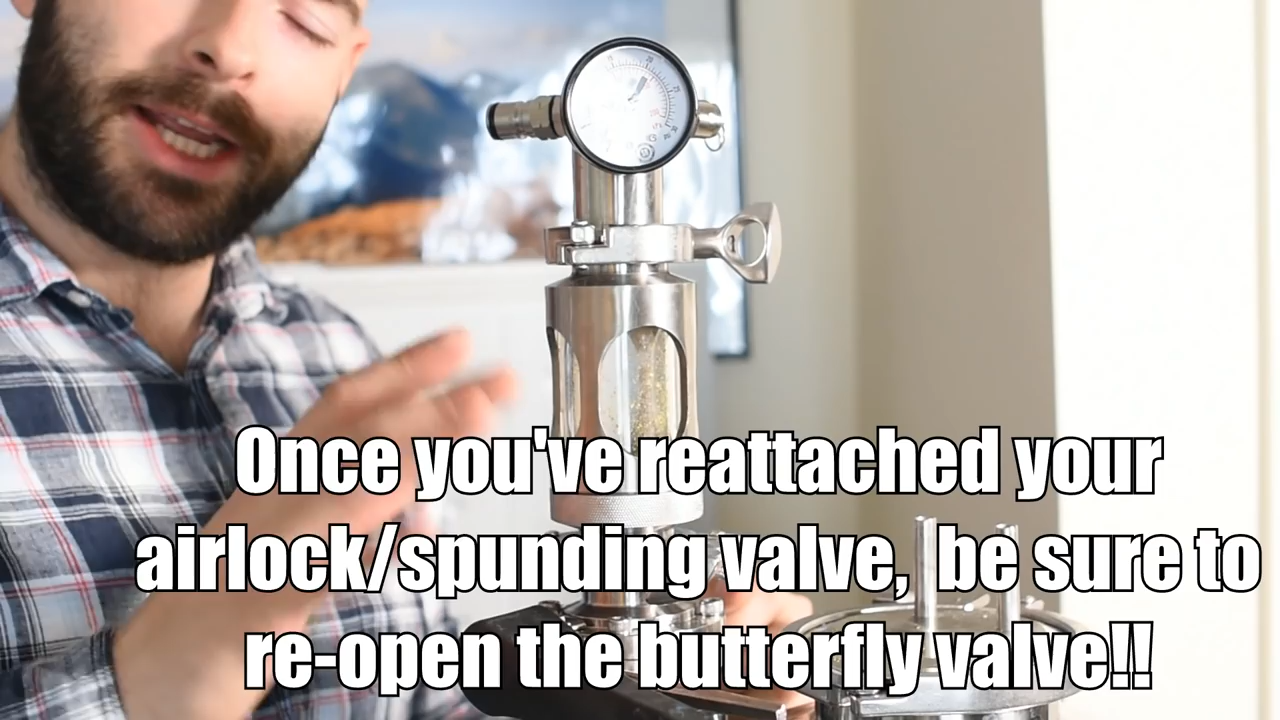 Once you've reattached your
airlock/spunding valve, be sure to
re-open the butterfly valve!!